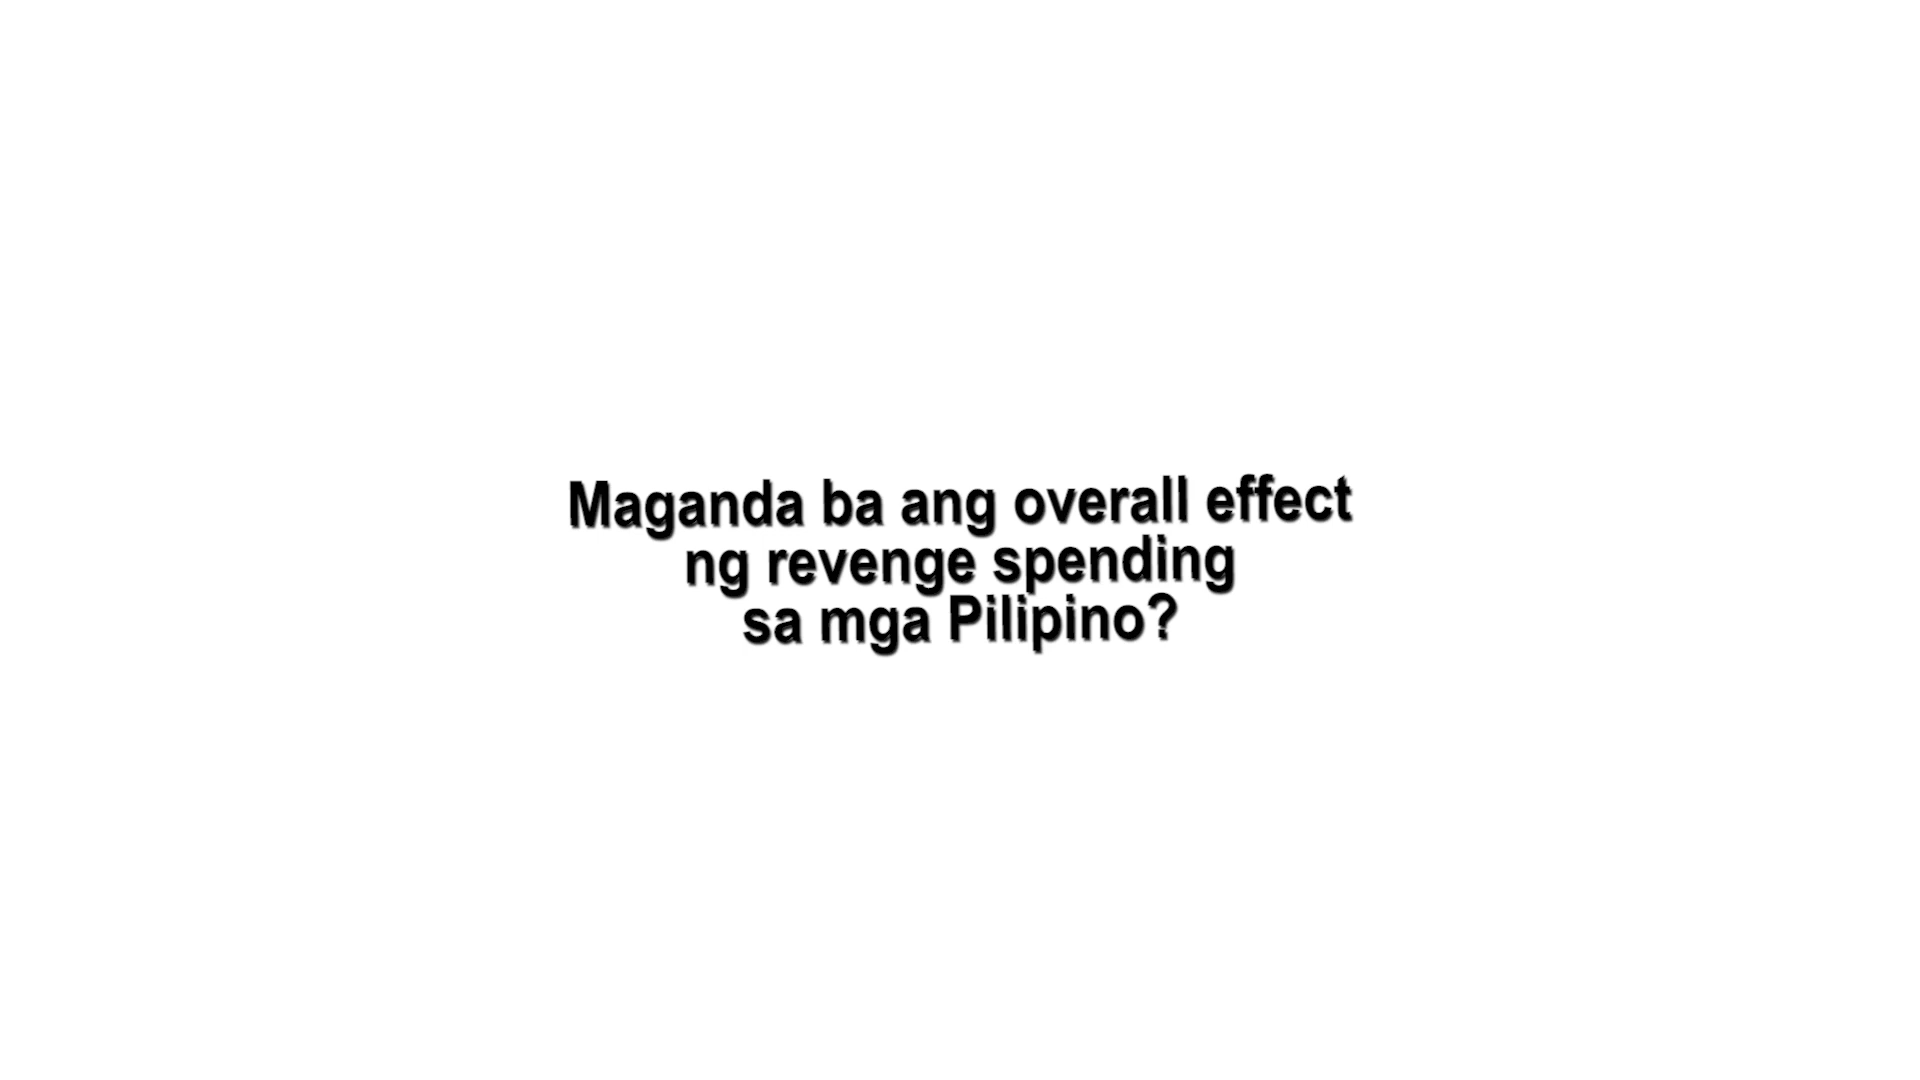 Maganda ba ang overall effect
ng revenge spending
sa mga Pilipino?